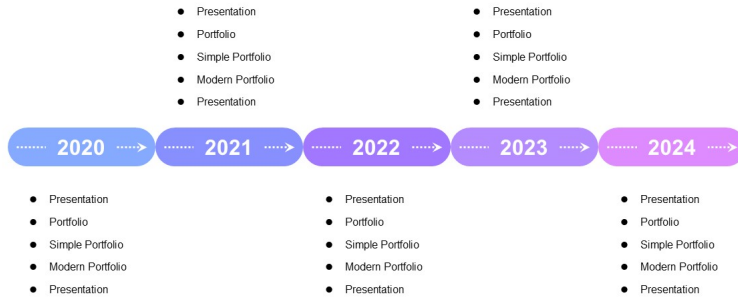 ● Presentation
● Portfolio
● Simple Portfolio
● Modern Portfolio
● Presentation
● Presentation
● Portfolio
● Simple Portfolio
● Modern Portfolio
● Presentation
2020 2021 2022 2023 2024
● Presentation
● Portfolio
● Simple Portfolio
● Modern Portfolio
● Presentation
● Presentation
● Portfolio
● Simple Portfolio
● Modern Portfolio
● Presentation
● Presentation
● Portfolio
● Simple Portfolio
● Modern Portfolio
● Presentation